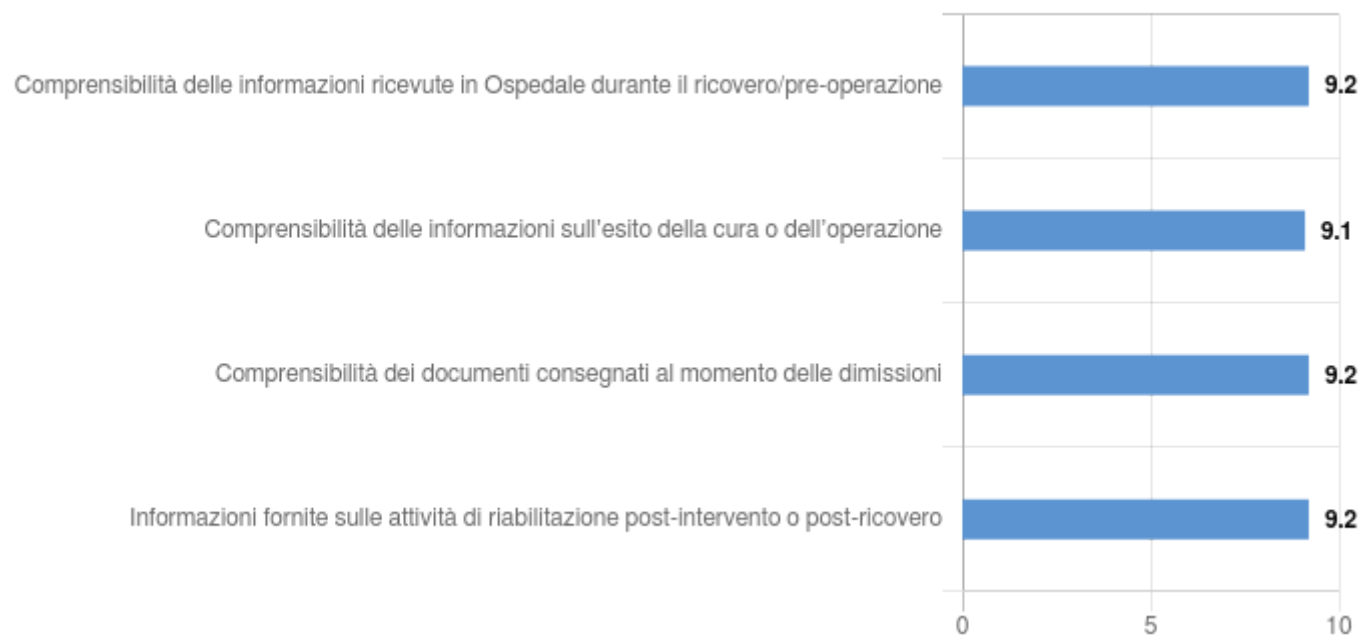 Comprensibilità delle informazioni ricevute in Ospedale durante il ricovero/pre-operazione 9.2
Comprensibilità delle informazioni sull'esito della cura o dell'operazione 9.1
Comprensibilità dei documenti consegnati al momento delle dimissioni 9.2
Informazioni fornite sulle attività di riabilitazione post-intervento o post-ricovero 9.2
0 5 10